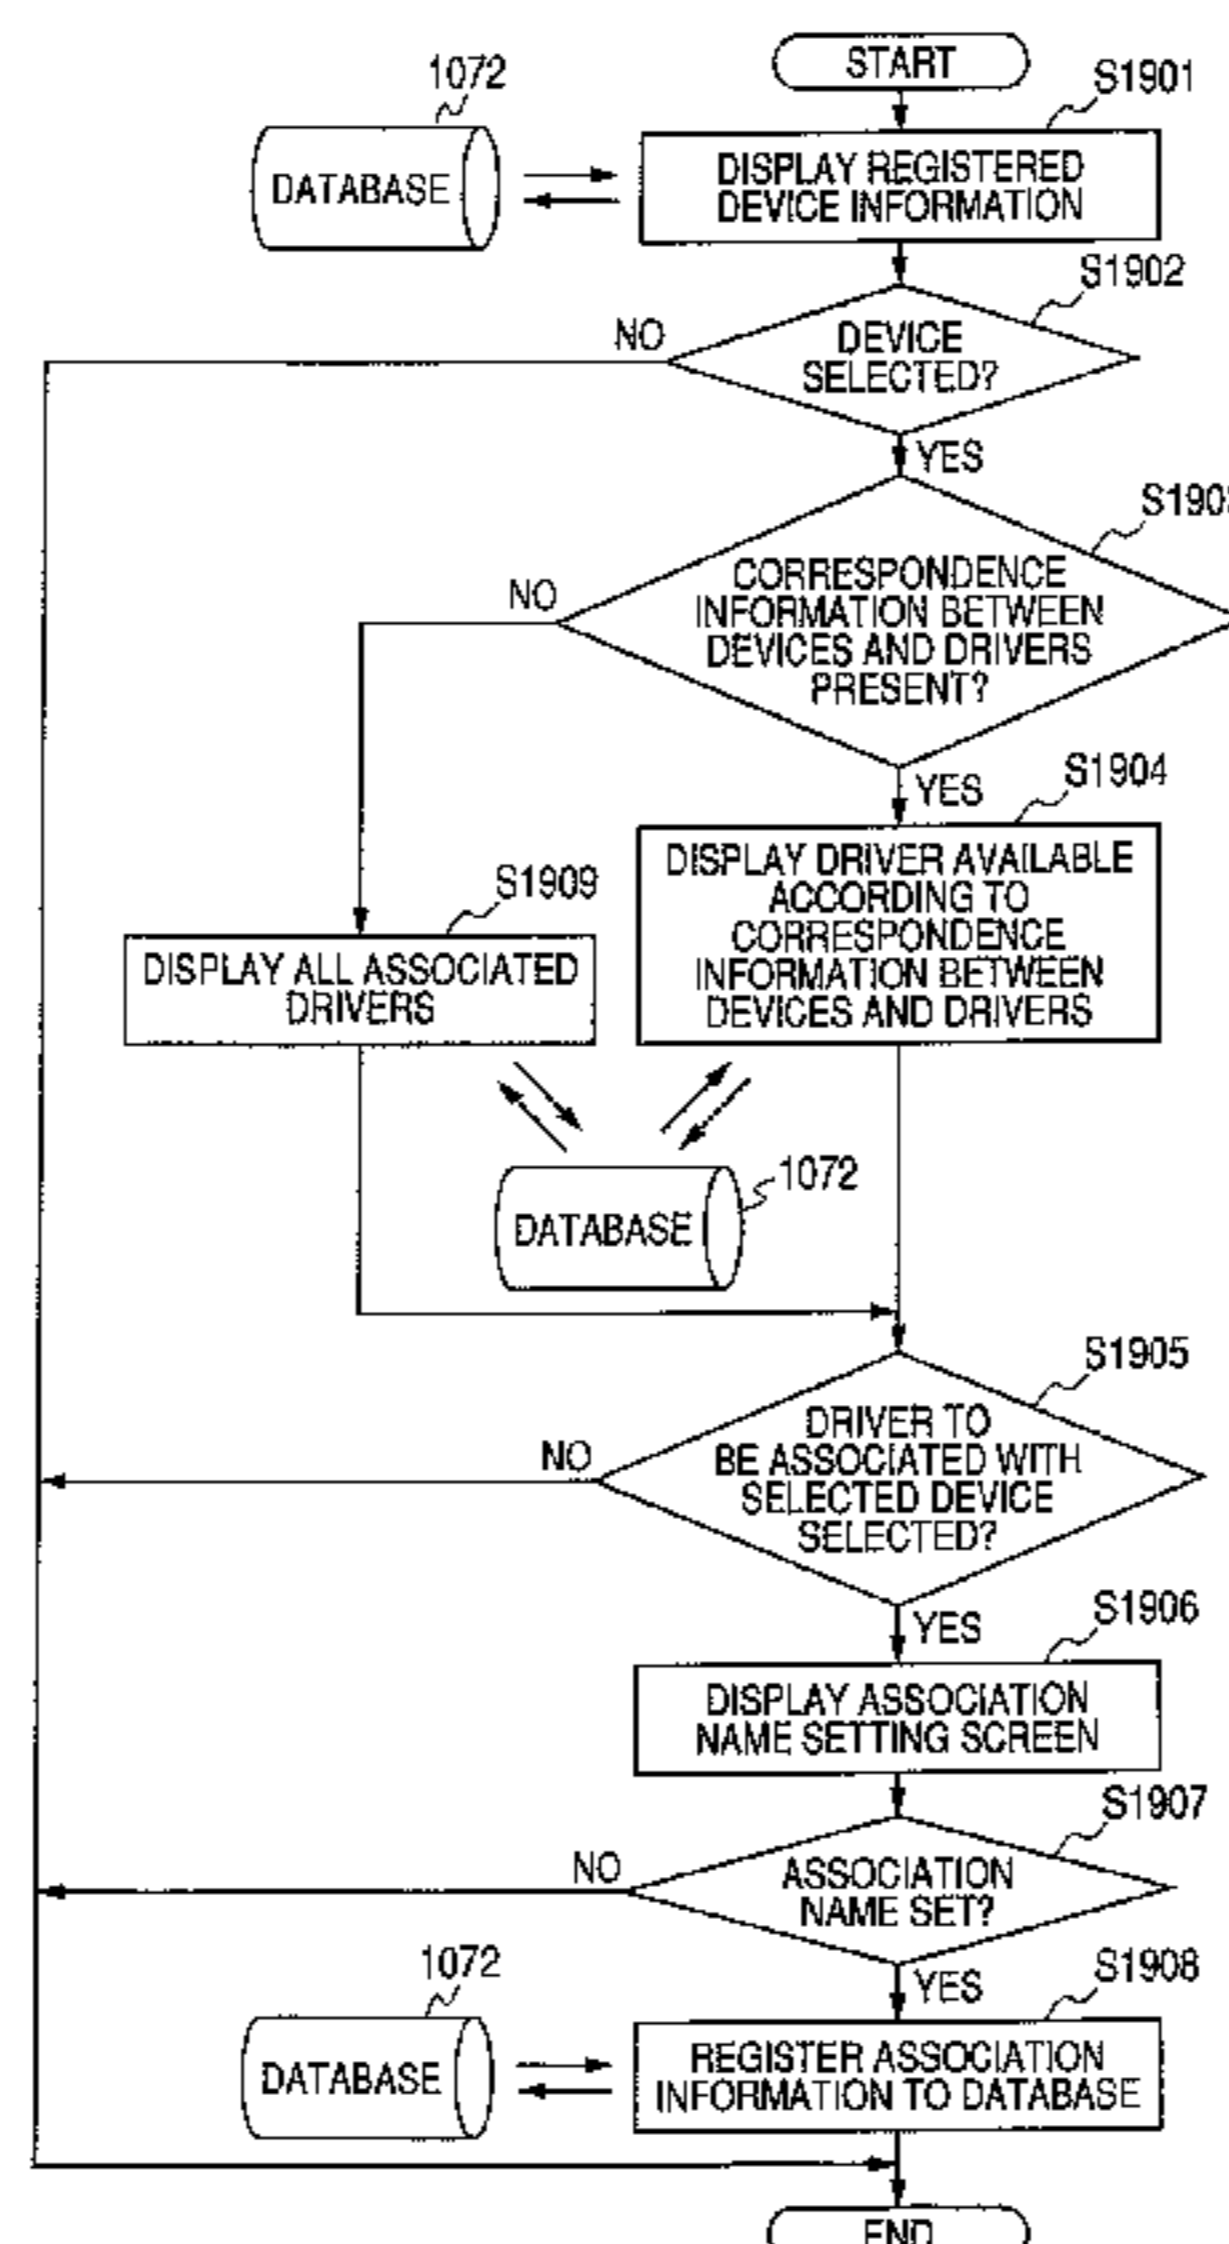 START
1072
S1901
DATABASE
DISPLAY REGISTERED
DEVICE INFORMATION
S1902
NO
DEVICE
SELECTED?
YES
NO
CORRESPONDENCE
INFORMATION BETWEEN
DEVICES AND DRIVERS
PRESENT?
YES
S1904
DISPLAY DRIVER AVAILABLE
ACCORDING TO
CORRESPONDENCE
INFORMATION BETWEEN
DEVICES AND DRIVERS
S1909
DISPLAY ALL ASSOCIATED
DRIVERS
1072
DATABASE
S1905
NO
DRIVER TO
BE ASSOCIATED WITH
SELECTED DEVICE
SELECTED?
YES
S1906
DISPLAY ASSOCIATION
NAME SETTING SCREEN
S1907
NO
ASSOCIATION
NAME SET?
YES
1072
S1908
DATABASE
REGISTER ASSOCIATION
INFORMATION TO DATABASE
END